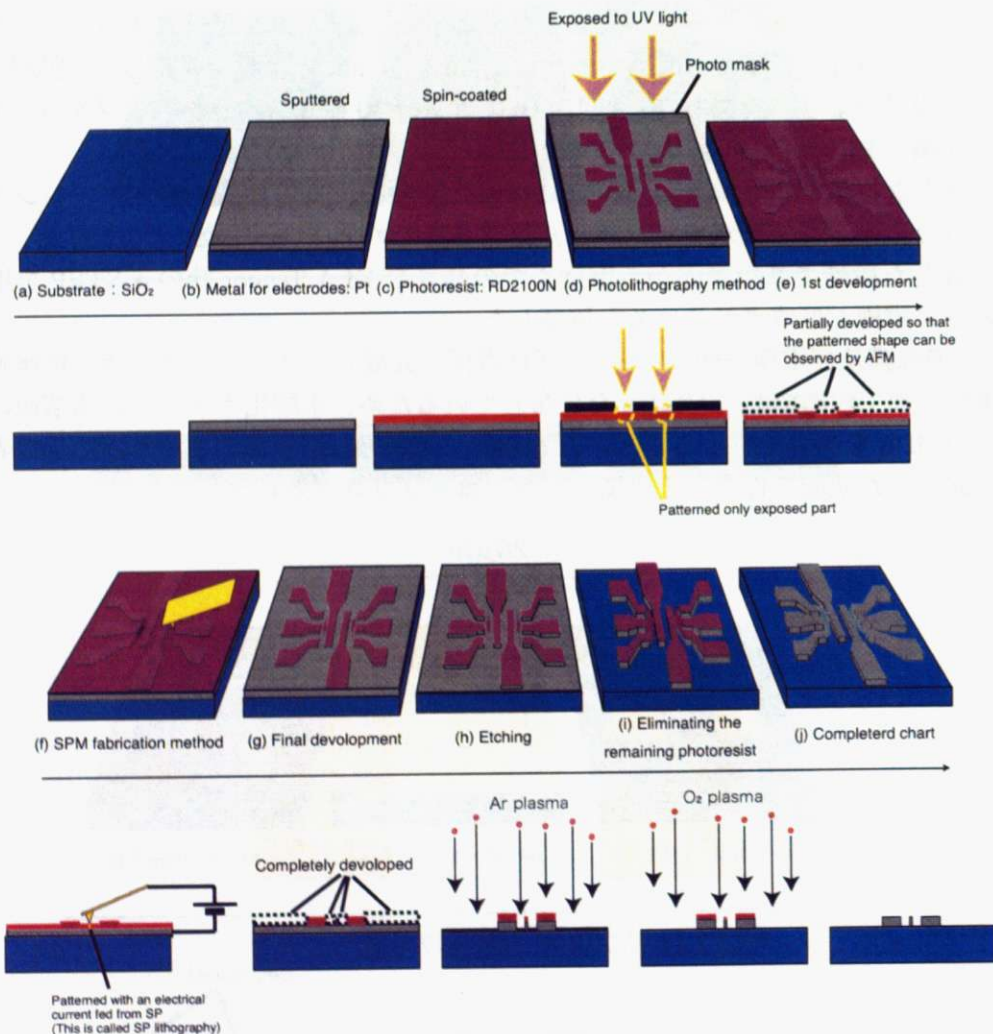 Exposed to UV light
Photo mask
Sputtered
Spin-coated
(a) Substrate : SiO₂
(b) Metal for electrodes: Pt
(c) Photoresist: RD2100N
(d) Photolithography method
(e) 1st development
Partially developed so that
the patterned shape can be
observed by AFM
Patterned only exposed part
(f) SPM fabrication method
(g) Final devolopment
(h) Etching
(i) Eliminating the
remaining photoresist
(j) Completerd chart
Ar plasma
O₂ plasma
Completely devoloped
Patterned with an electrical
current fed from SP
(This is called SP lithography)